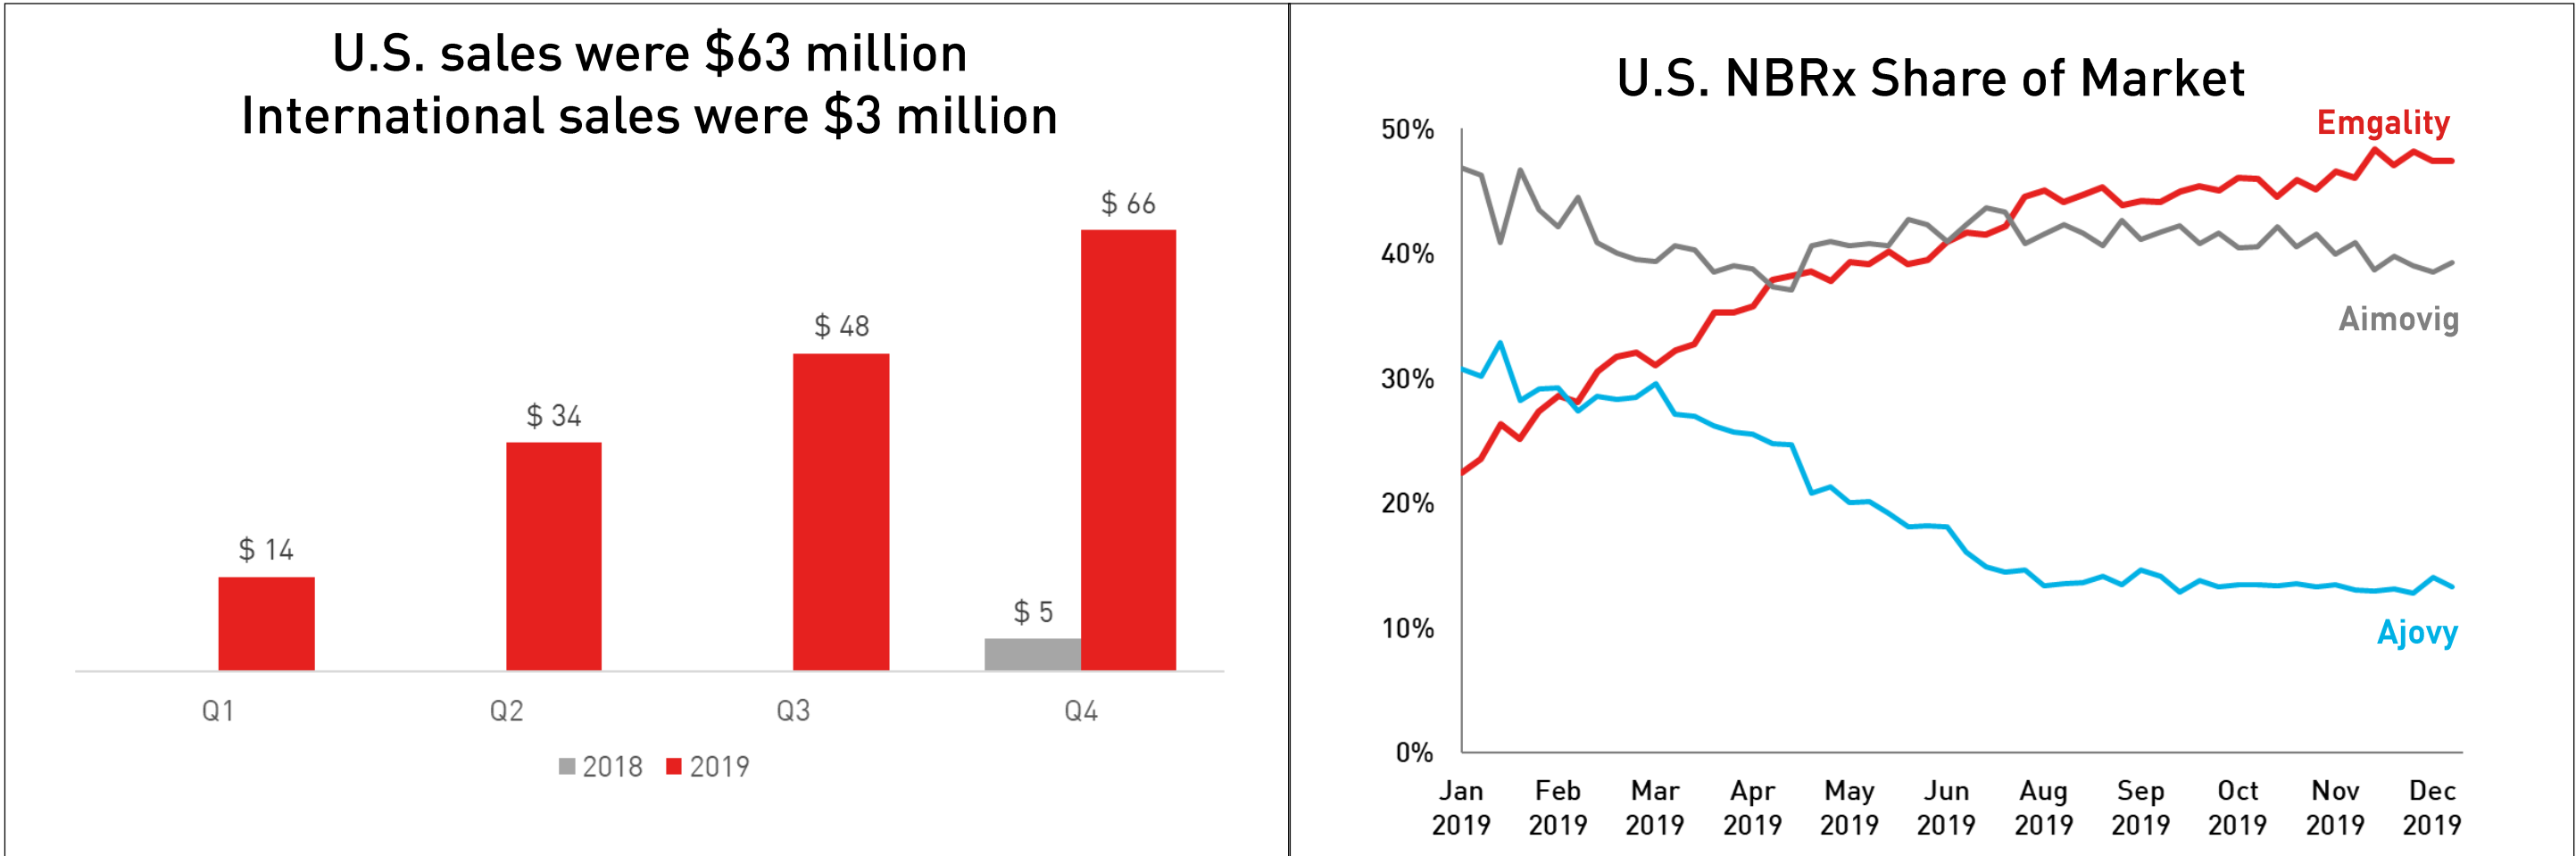 U.S. sales were $63 million
International sales were $3 million
$ 14
$ 34
$ 48
$ 5
$ 66
Q1
Q2
Q3
Q4
2018
2019
U.S. NBRx Share of Market
50%
40%
30%
20%
10%
0%
Emgality
Aimovig
Ajovy
Jan 2019
Feb 2019
Mar 2019
Apr 2019
May 2019
Jun 2019
Aug 2019
Sep 2019
Oct 2019
Nov 2019
Dec 2019